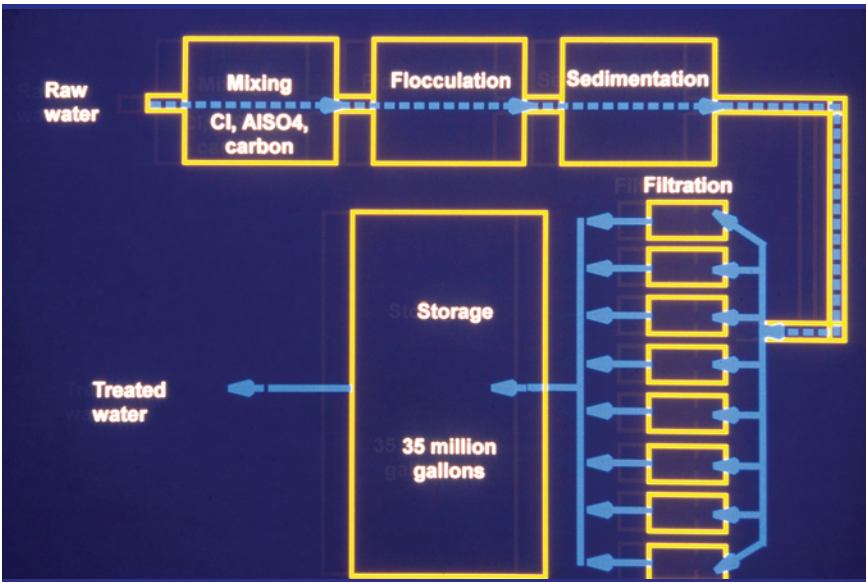 Raw
water
Mixing
Cl, AlSO4,
carbon
Flocculation
Sedimentation
Filtration
Storage
35 million
gallons
Treated
water